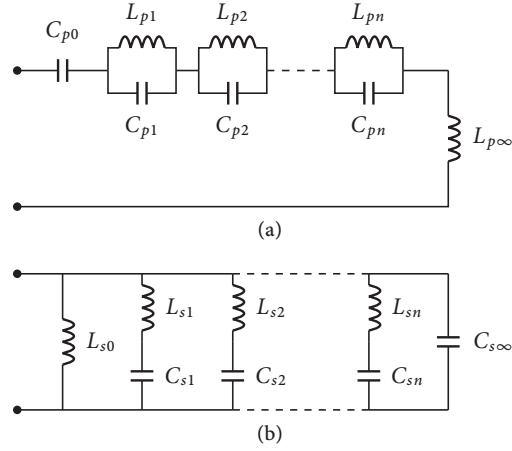 L_{p1} L_{p2} L_{pn}
C_{p0}
C_{p1} C_{p2} C_{pn}
L_{p∞}
(a)
L_{s1} L_{s2} L_{sn}
L_{s0} C_{s∞}
C_{s1} C_{s2} C_{sn}
(b)